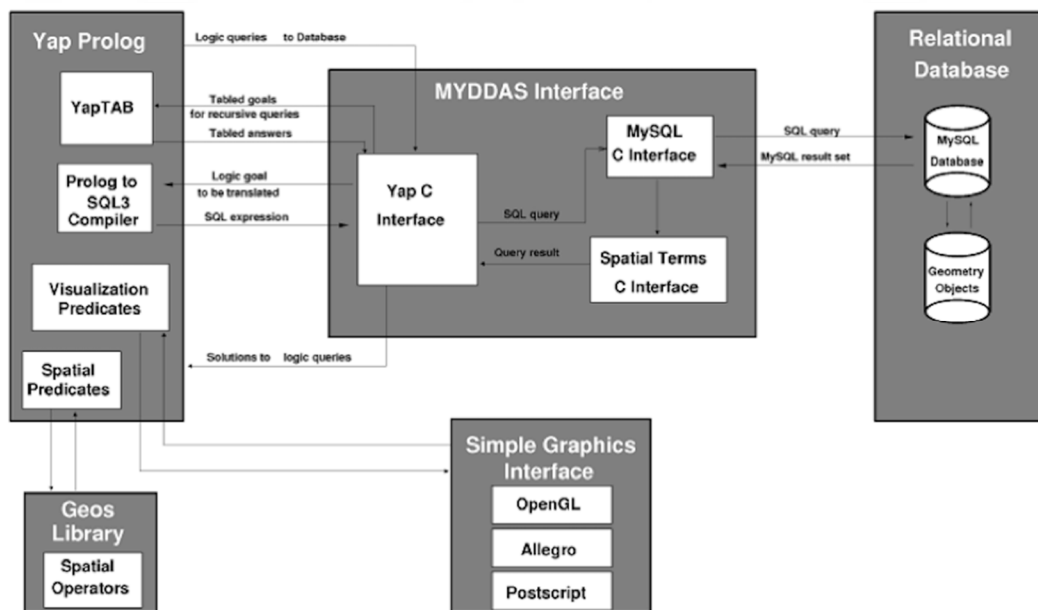 Yap Prolog
YapTAB
Prolog to
SQL3
Compiler
Visualization
Predicates
Spatial
Predicates
Logic queries to Database
Tabled goals
for recursive queries
Tabled answers
Logic goal
to be translated
SQL expression
Solutions to logic queries
MYDDAS Interface
Yap C
Interface
SQL query
Query result
MySQL
C Interface
Spatial Terms
C Interface
SQL query
MySQL result set
Relational
Database
MySQL
Database
Geometry
Objects
Geos
Library
Spatial
Operators
Simple Graphics
Interface
OpenGL
Allegro
Postscript